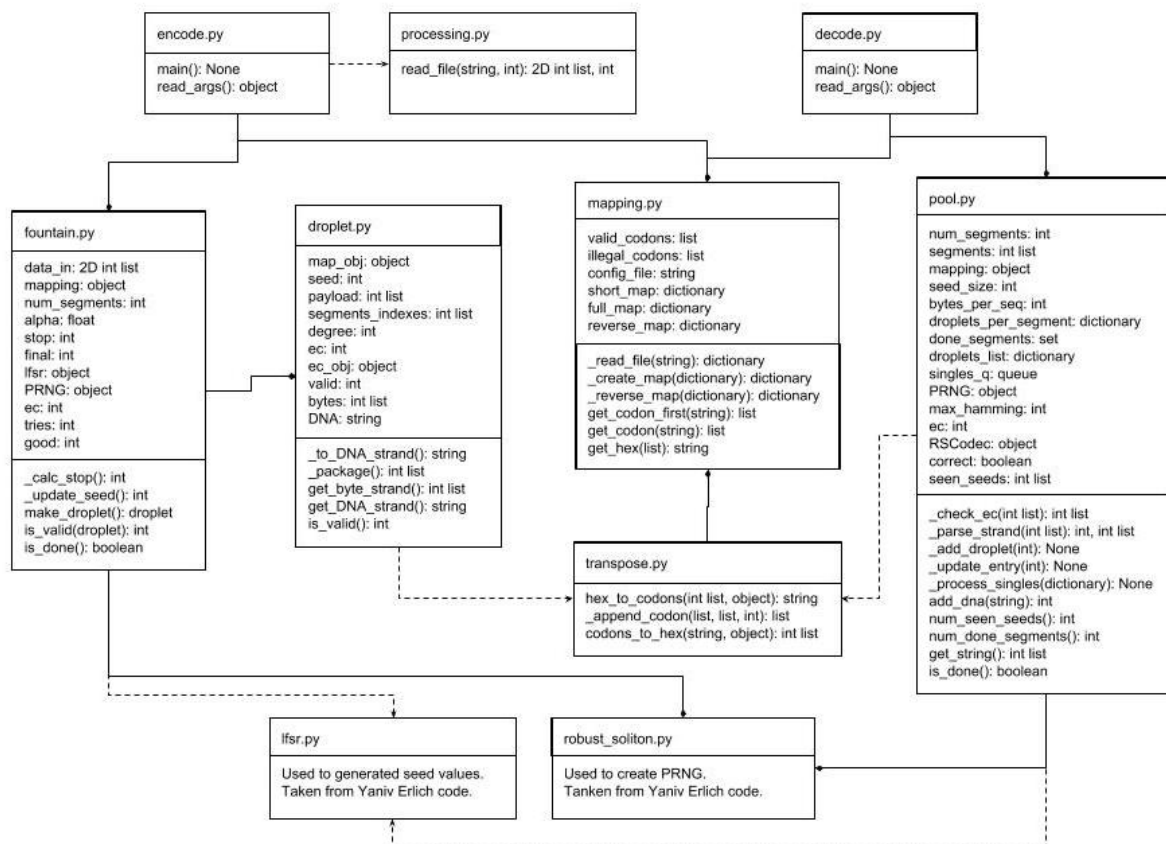 encode.py
main(): None
read_args(): object
processing.py
read_file(string, int): 2D int list, int
decode.py
main(): None
read_args(): object
fountain.py
data_in: 2D int list
mapping: object
num_segments: int
alpha: float
stop: int
final: int
lfsr: object
PRNG: object
ec: int
tries: int
good: int
_calc_stop(): int
_update_seed(): int
make_droplet(): droplet
is_valid(droplet): int
is_done(): boolean
droplet.py
map_obj: object
seed: int
payload: int list
segments_indexes: int list
degree: int
ec: int
ec_obj: object
valid: int
bytes: int list
DNA: string
_to_DNA_strand(): string
_package(): int list
get_byte_strand(): int list
get_DNA_strand(): string
is_valid(): int
mapping.py
valid_codons: list
illegal_codons: list
config_file: string
short_map: dictionary
full_map: dictionary
reverse_map: dictionary
_read_file(string): dictionary
_create_map(dictionary): dictionary
_reverse_map(dictionary): dictionary
get_codon_first(string): list
get_codon(string): list
get_hex(list): string
pool.py
num_segments: int
segments: int list
mapping: object
seed_size: int
bytes_per_seq: int
droplets_per_segment: dictionary
done_segments: set
droplets_list: dictionary
singles_q: queue
PRNG: object
max_hamming: int
ec: int
RSCodec: object
correct: boolean
seen_seeds: int list
_check_ec(int list): int list
_parse_strand(int list): int, int list
_add_droplet(int): None
_update_entry(int): None
_process_singles(dictionary): None
add_dna(string): int
num_seen_seeds(): int
num_done_segments(): int
get_string(): int list
is_done(): boolean
transpose.py
hex_to_codons(int list, object): string
_append_codon(list, list, int): list
codons_to_hex(string, object): int list
lfsr.py
Used to generated seed values.
Taken from Yaniv Erlich code.
robust_soliton.py
Used to create PRNG.
Tanken from Yaniv Erlich code.